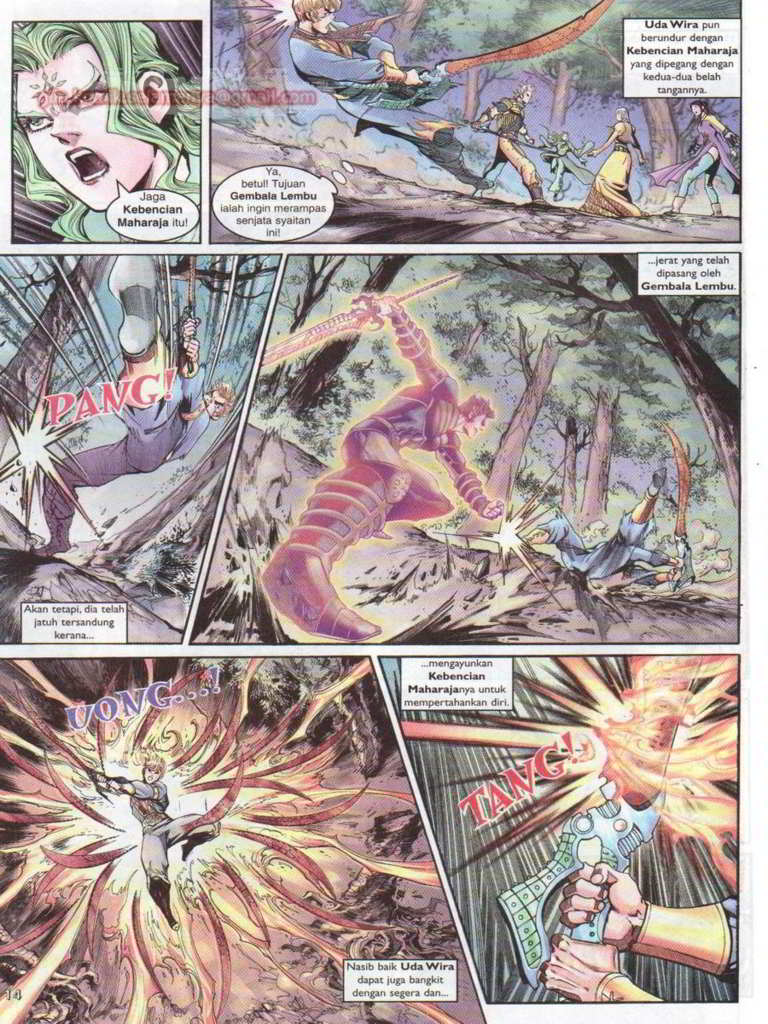 Jaga
Kebencian
Maharaja itu!
Uda Wira pun
berundur dengan
Kebencian Maharaja
yang dipegang dengan
kedua-dua belah
tangannya.
Ya,
betul! Tujuan
Gembala Lembu
ialah ingin merampas
senjata syaitan
ini!
PANG!
Akan tetapi, dia telah
jatuh tersandung
kerana...
...jerat yang telah
dipasang oleh
Gembala Lembu.
UONG...!
Nasib baik Uda Wira
dapat juga bangkit
dengan segera dan...
...mengayunkan
Kebencian
Maharajanya untuk
mempertahankan diri.
TANG!
14